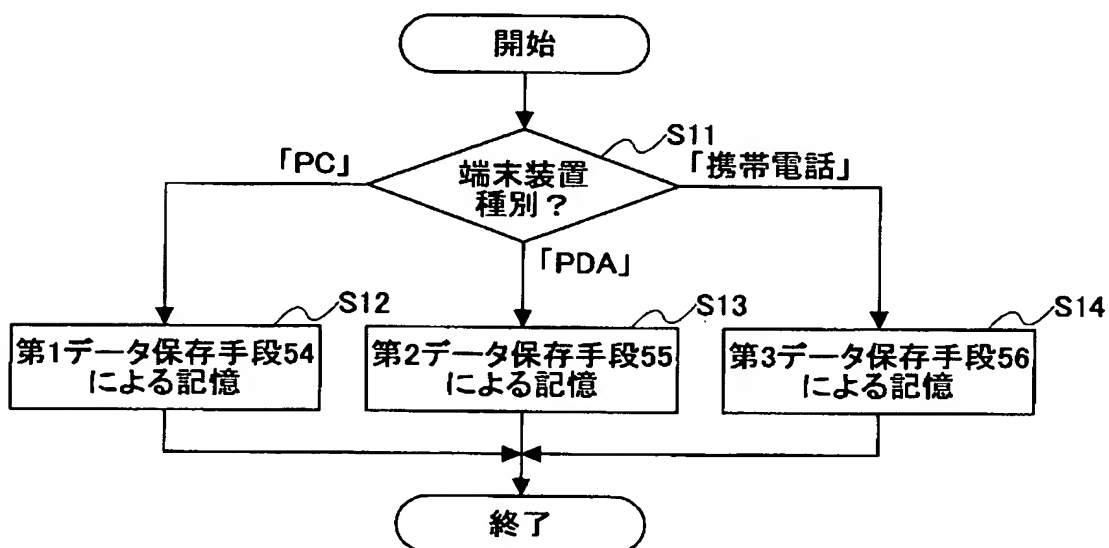 開始
S11
「PC」
端末装置
種別？
「携帯電話」
「PDA」
S12
第1データ保存手段54
による記憶
S13
第2データ保存手段55
による記憶
S14
第3データ保存手段56
による記憶
終了